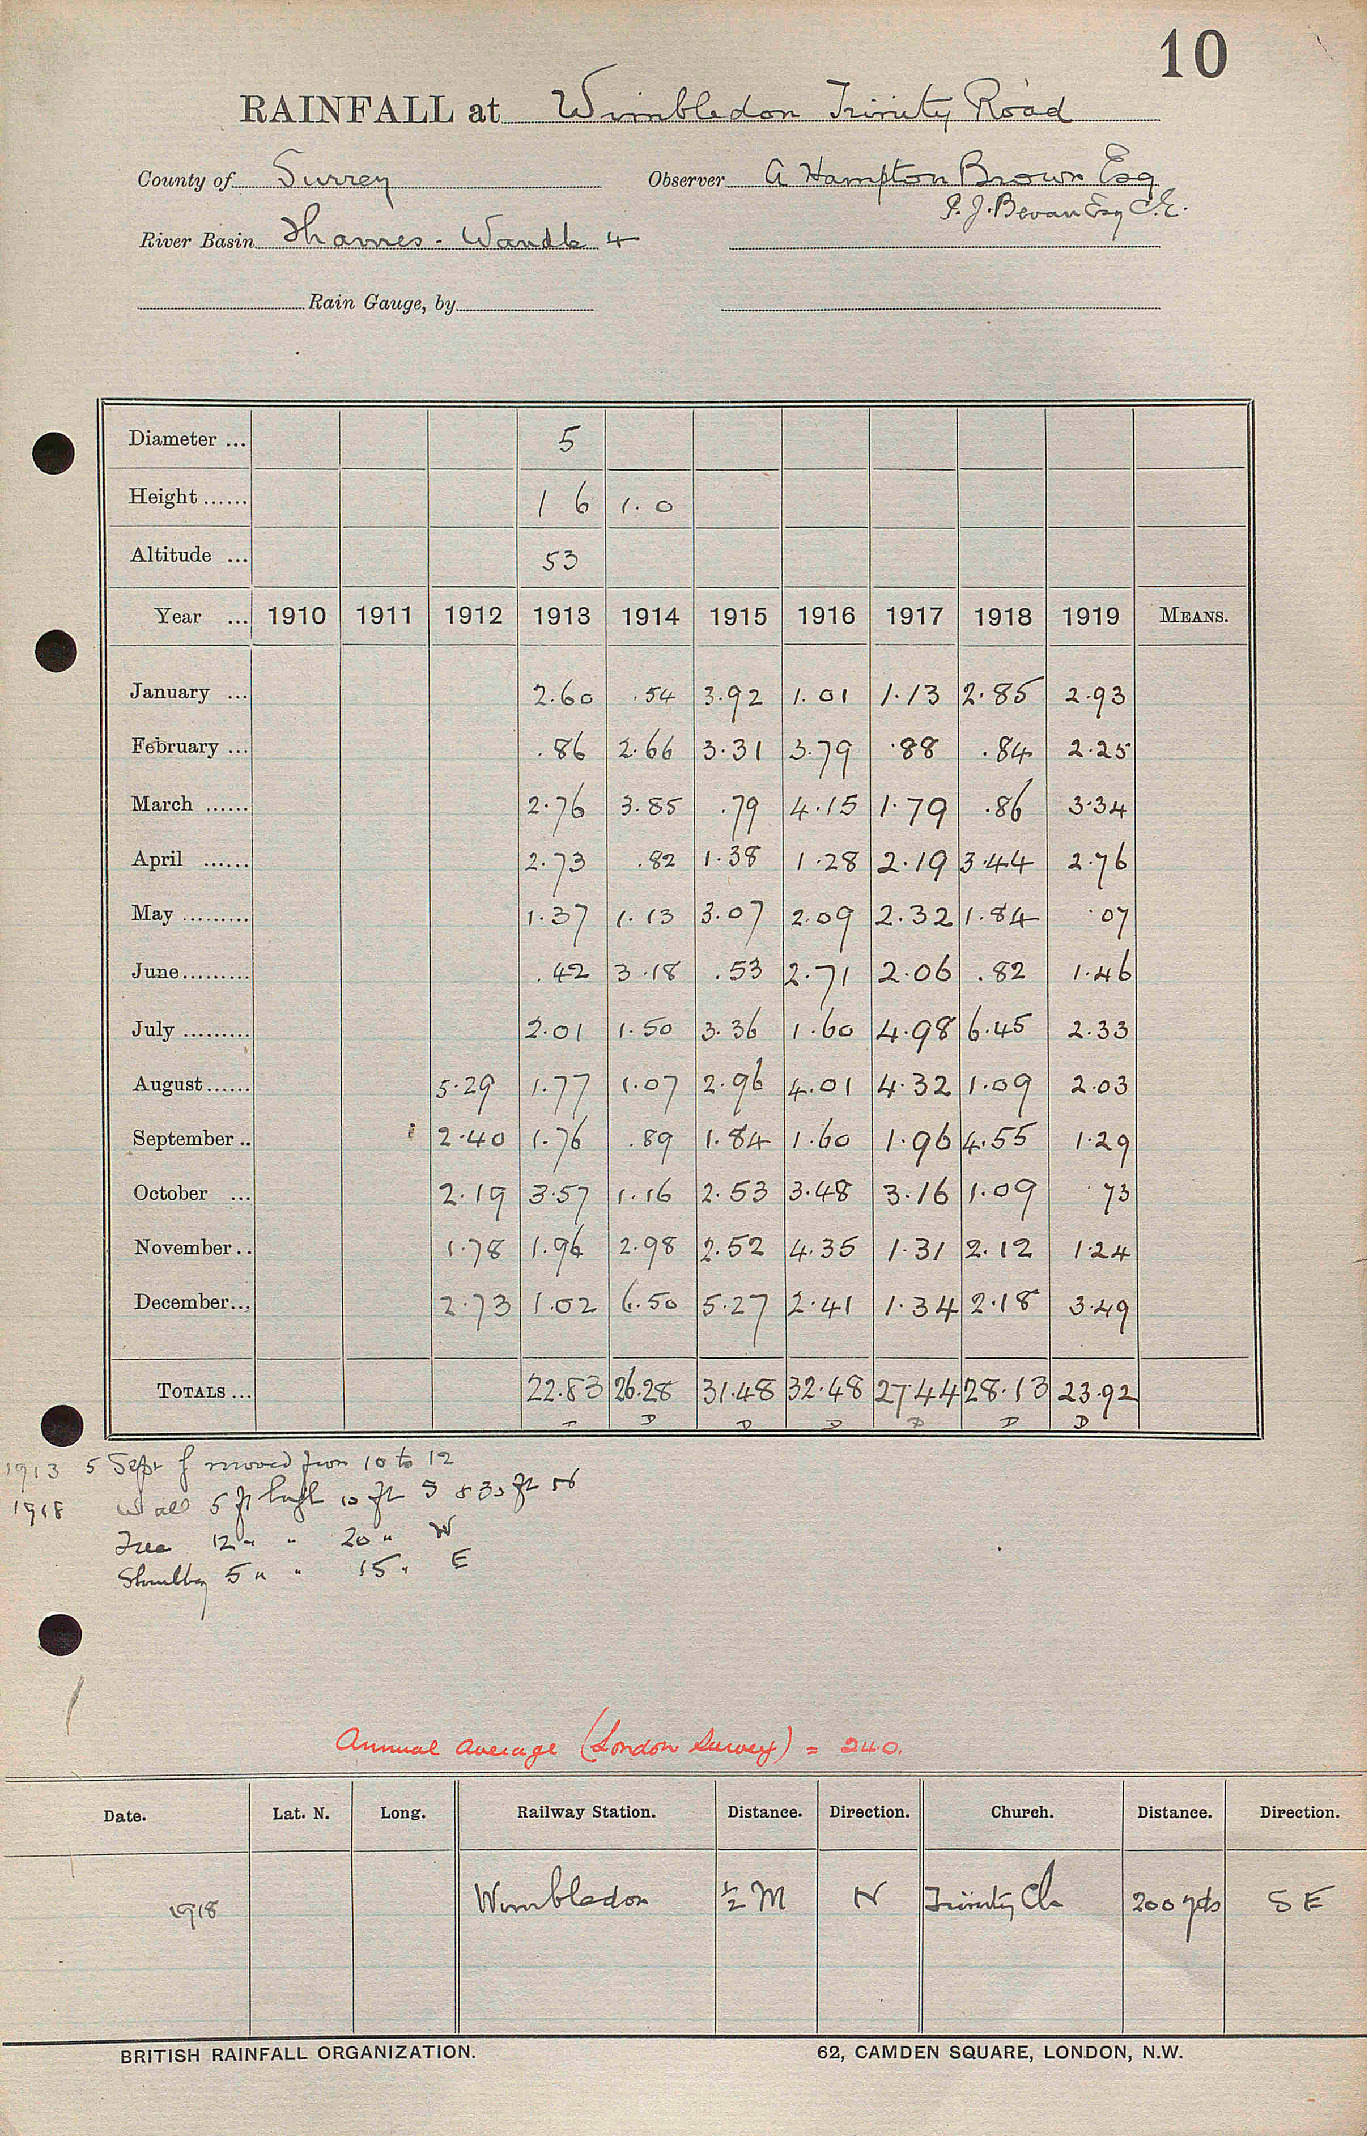 10
RAINFALL at Wimbledon Trinity Road
County of Surrey Observer A Hampton Brown Esq
P. J. Bevan Esq C.E.
River Basin Thames - Wandle 4
Rain Gauge, by
Diameter ... 5
Height ...... 1 6 1.0
Altitude ... 53
Year ... 1910 1911 1912 1913 1914 1915 1916 1917 1918 1919 MEANS.
January ... 2.60 .54 3.92 1.01 1.13 2.85 2.93
February ... .86 2.66 3.31 3.79 .88 .84 2.25
March ...... 2.76 3.85 .79 4.15 1.79 .86 3.34
April ...... 2.73 .82 1.38 1.28 2.19 3.44 2.76
May .......... 1.37 1.13 3.07 2.09 2.32 1.84 .07
June.......... .42 3.18 .53 2.71 2.06 .82 1.46
July .......... 2.01 1.50 3.36 1.60 4.98 6.45 2.33
August...... 5.29 1.77 1.07 2.96 4.01 4.32 1.09 2.03
September .. 2.40 1.76 .89 1.84 1.60 1.96 4.55 1.29
October ... 2.19 3.57 1.16 2.53 3.48 3.16 1.09 .73
November .. 1.78 1.96 2.98 2.52 4.35 1.31 2.12 1.24
December... 2.73 1.02 6.50 5.27 2.41 1.34 2.18 3.49
TOTALS ... 22.83 26.28 31.48 32.48 27.44 28.13 23.92
D D D D D D
1913 5 Sept moved from 10 to 12
1918 Wall 5 ft high 10 ft S & 30 ft
Tree 12 " " 20 " W
Shrubby 5 " " 15 " E
Annual average (London Survey) = 24.0.
Date. Lat. N. Long. Railway Station. Distance. Direction. Church. Distance. Direction.
1918 Wimbledon ½ M N Trinity Ch 200 yds S E
BRITISH RAINFALL ORGANIZATION. 62, CAMDEN SQUARE, LONDON, N.W.